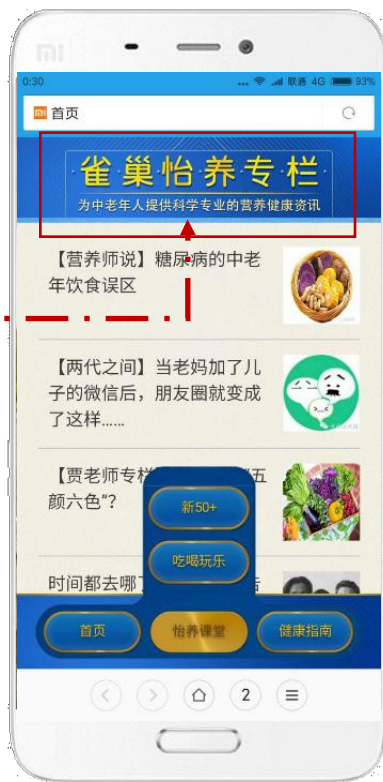 mi
0:30 ... 联通 4G 93%
mi 首页
·雀·巢·怡·养·专·栏·
为中老年人提供科学专业的营养健康资讯
【营养师说】糖尿病的中老
年饮食误区
【两代之间】当老妈加了儿
子的微信后，朋友圈就变成
了这样......
【贾老师专栏 "五
颜六色"？
新50+
吃喝玩乐
时间都去哪
首页
怡养课堂
健康指南
2